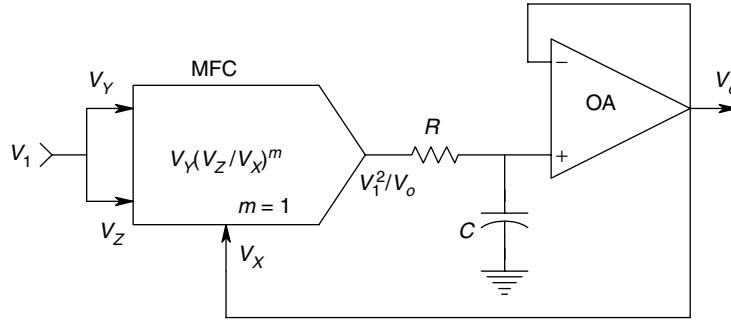 MFC
V_Y
V_o
OA
−
+
R
V_1
V_Y(V_Z/V_X)^m
V_1^2/V_o
m = 1
V_Z
V_X
C